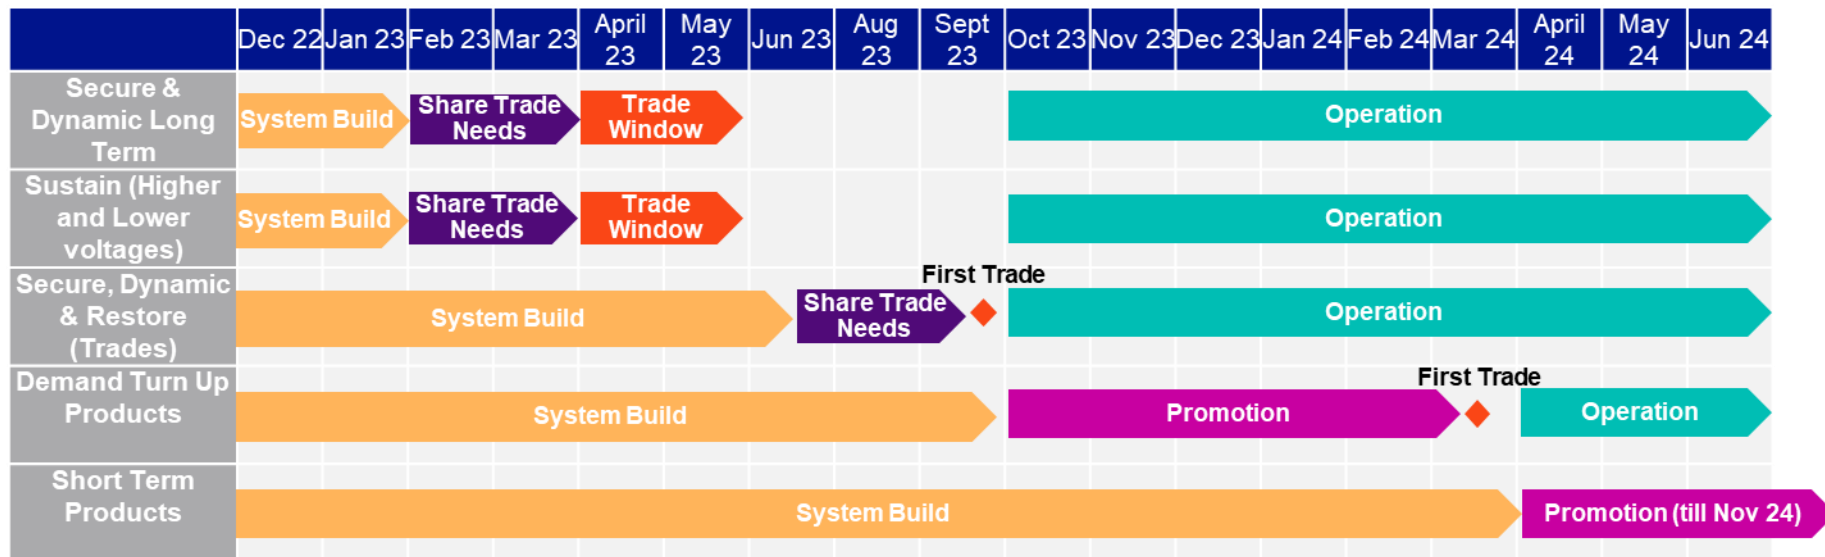 Dec 22 Jan 23 Feb 23 Mar 23 April 23 May 23 Jun 23 Aug 23 Sept 23 Oct 23 Nov 23 Dec 23 Jan 24 Feb 24 Mar 24 April 24 May 24 Jun 24
Secure &
Dynamic Long
Term
System Build
Share Trade
Needs
Trade
Window
Operation
Sustain (Higher
and Lower
voltages)
System Build
Share Trade
Needs
Trade
Window
Operation
Secure, Dynamic
& Restore
(Trades)
System Build
Share Trade
Needs
First Trade
Operation
Demand Turn Up
Products
System Build
Promotion
First Trade
Operation
Short Term
Products
System Build
Promotion (till Nov 24)